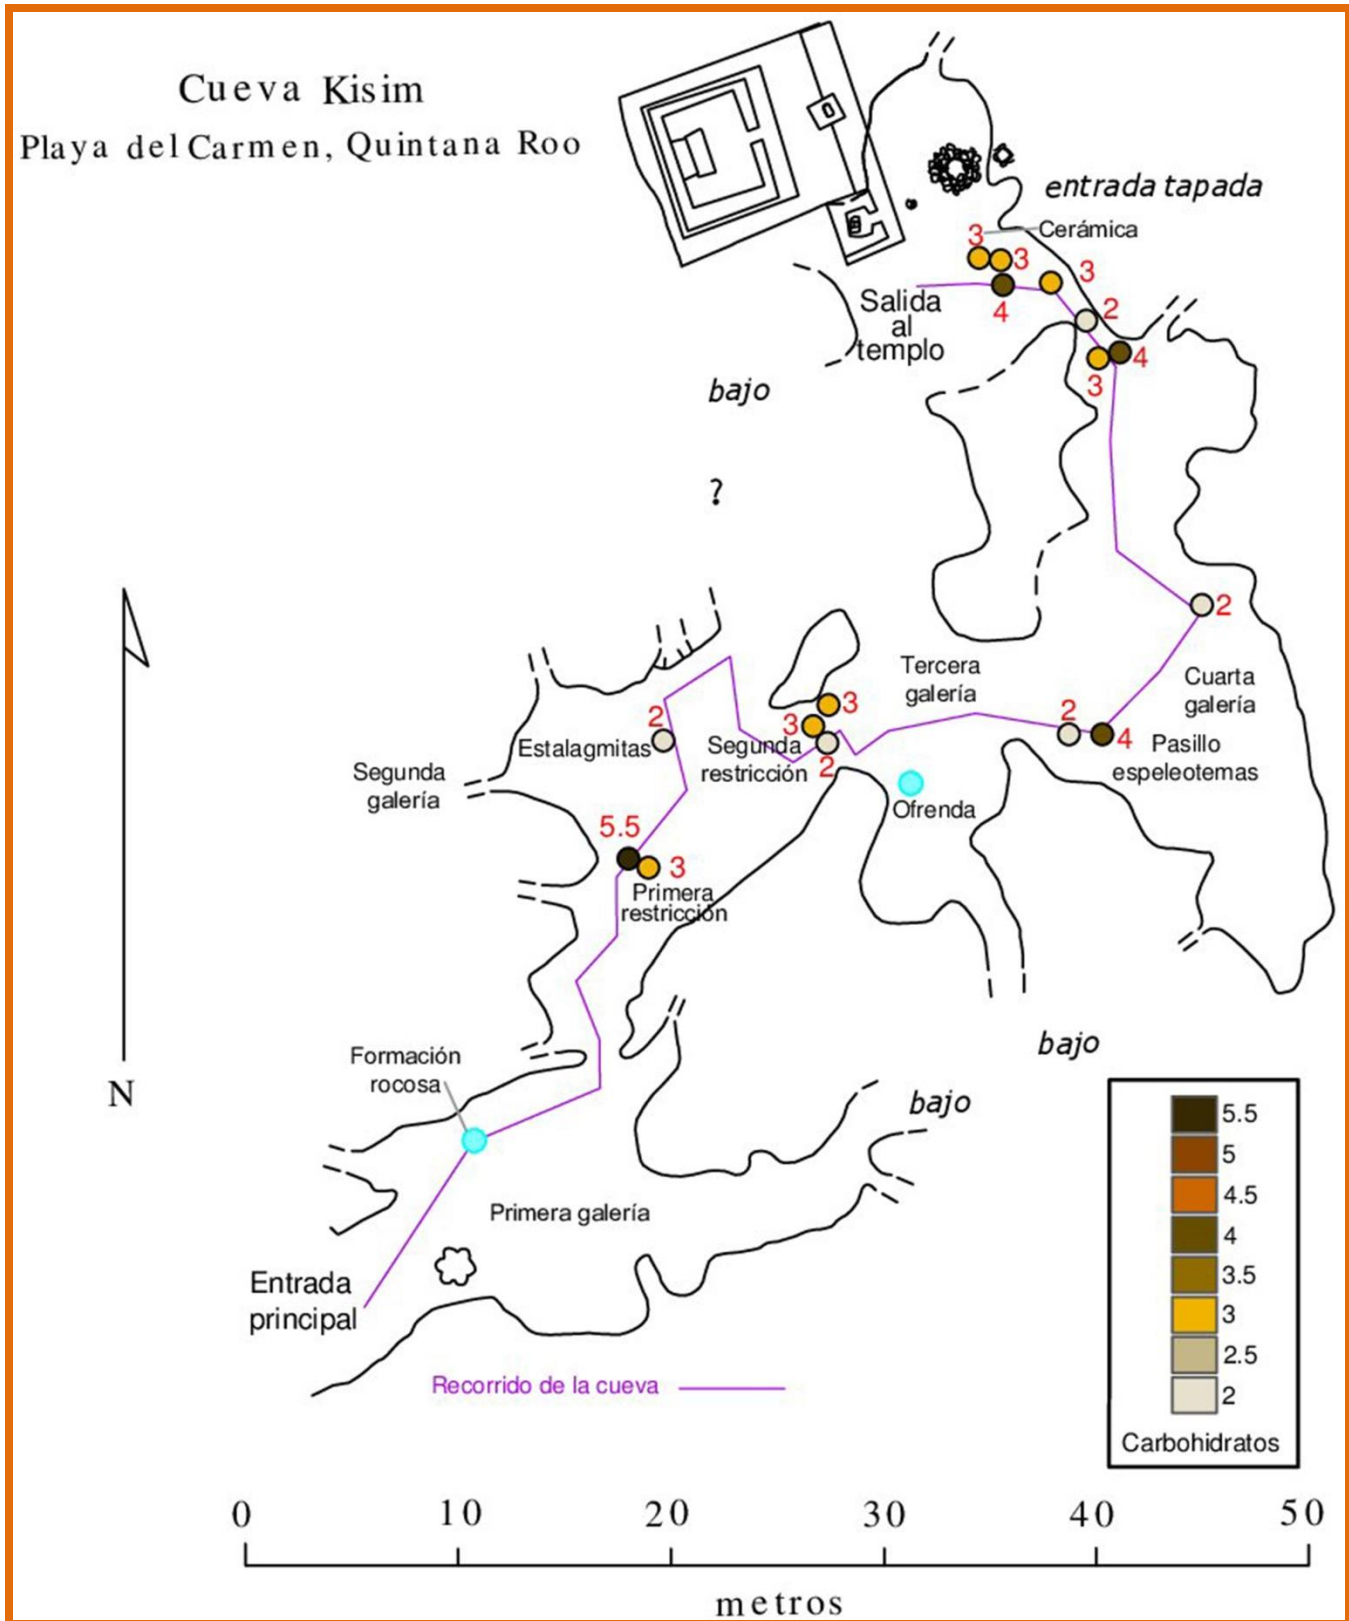 Cueva Kisim
Playa del Carmen, Quintana Roo
entrada tapada
Cerámica
3
3
3
4
2
Salida
al
templo
4
3
bajo
?
2
Tercera
galería
Cuarta
galería
3
2
3
2
Estalagmitas
Segunda
restricción
2
4
Pasillo
espeleotemas
Segunda
galería
Ofrenda
5.5
3
Primera
restricción
bajo
Formación
rocosa
N
bajo
Primera galería
Entrada
principal
Recorrido de la cueva
5.5
5
4.5
4
3.5
3
2.5
2
Carbohidratos
0 10 20 30 40 50
metros